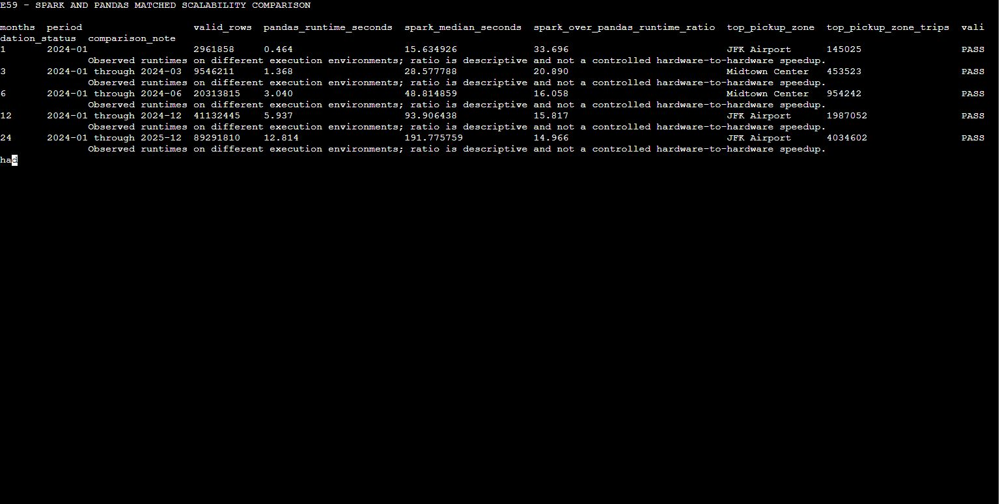 E59 - SPARK AND PANDAS MATCHED SCALABILITY COMPARISON
months  period                   valid_rows  pandas_runtime_seconds  spark_median_seconds  spark_over_pandas_runtime_ratio  top_pickup_zone  top_pickup_zone_trips  vali
dation_status  comparison_note
1       2024-01                  2961858     0.464                   15.634926             33.696                           JFK Airport      145025                 PASS
               Observed runtimes on different execution environments; ratio is descriptive and not a controlled hardware-to-hardware speedup.
3       2024-01 through 2024-03  9546211     1.368                   28.577788             20.890                           Midtown Center   453523                 PASS
               Observed runtimes on different execution environments; ratio is descriptive and not a controlled hardware-to-hardware speedup.
6       2024-01 through 2024-06  20313815    3.040                   48.814859             16.058                           Midtown Center   954242                 PASS
               Observed runtimes on different execution environments; ratio is descriptive and not a controlled hardware-to-hardware speedup.
12      2024-01 through 2024-12  41132445    5.937                   93.906438             15.817                           JFK Airport      1987052                PASS
               Observed runtimes on different execution environments; ratio is descriptive and not a controlled hardware-to-hardware speedup.
24      2024-01 through 2025-12  89291810    12.814                  191.775759            14.966                           JFK Airport      4034602                PASS
               Observed runtimes on different execution environments; ratio is descriptive and not a controlled hardware-to-hardware speedup.
had